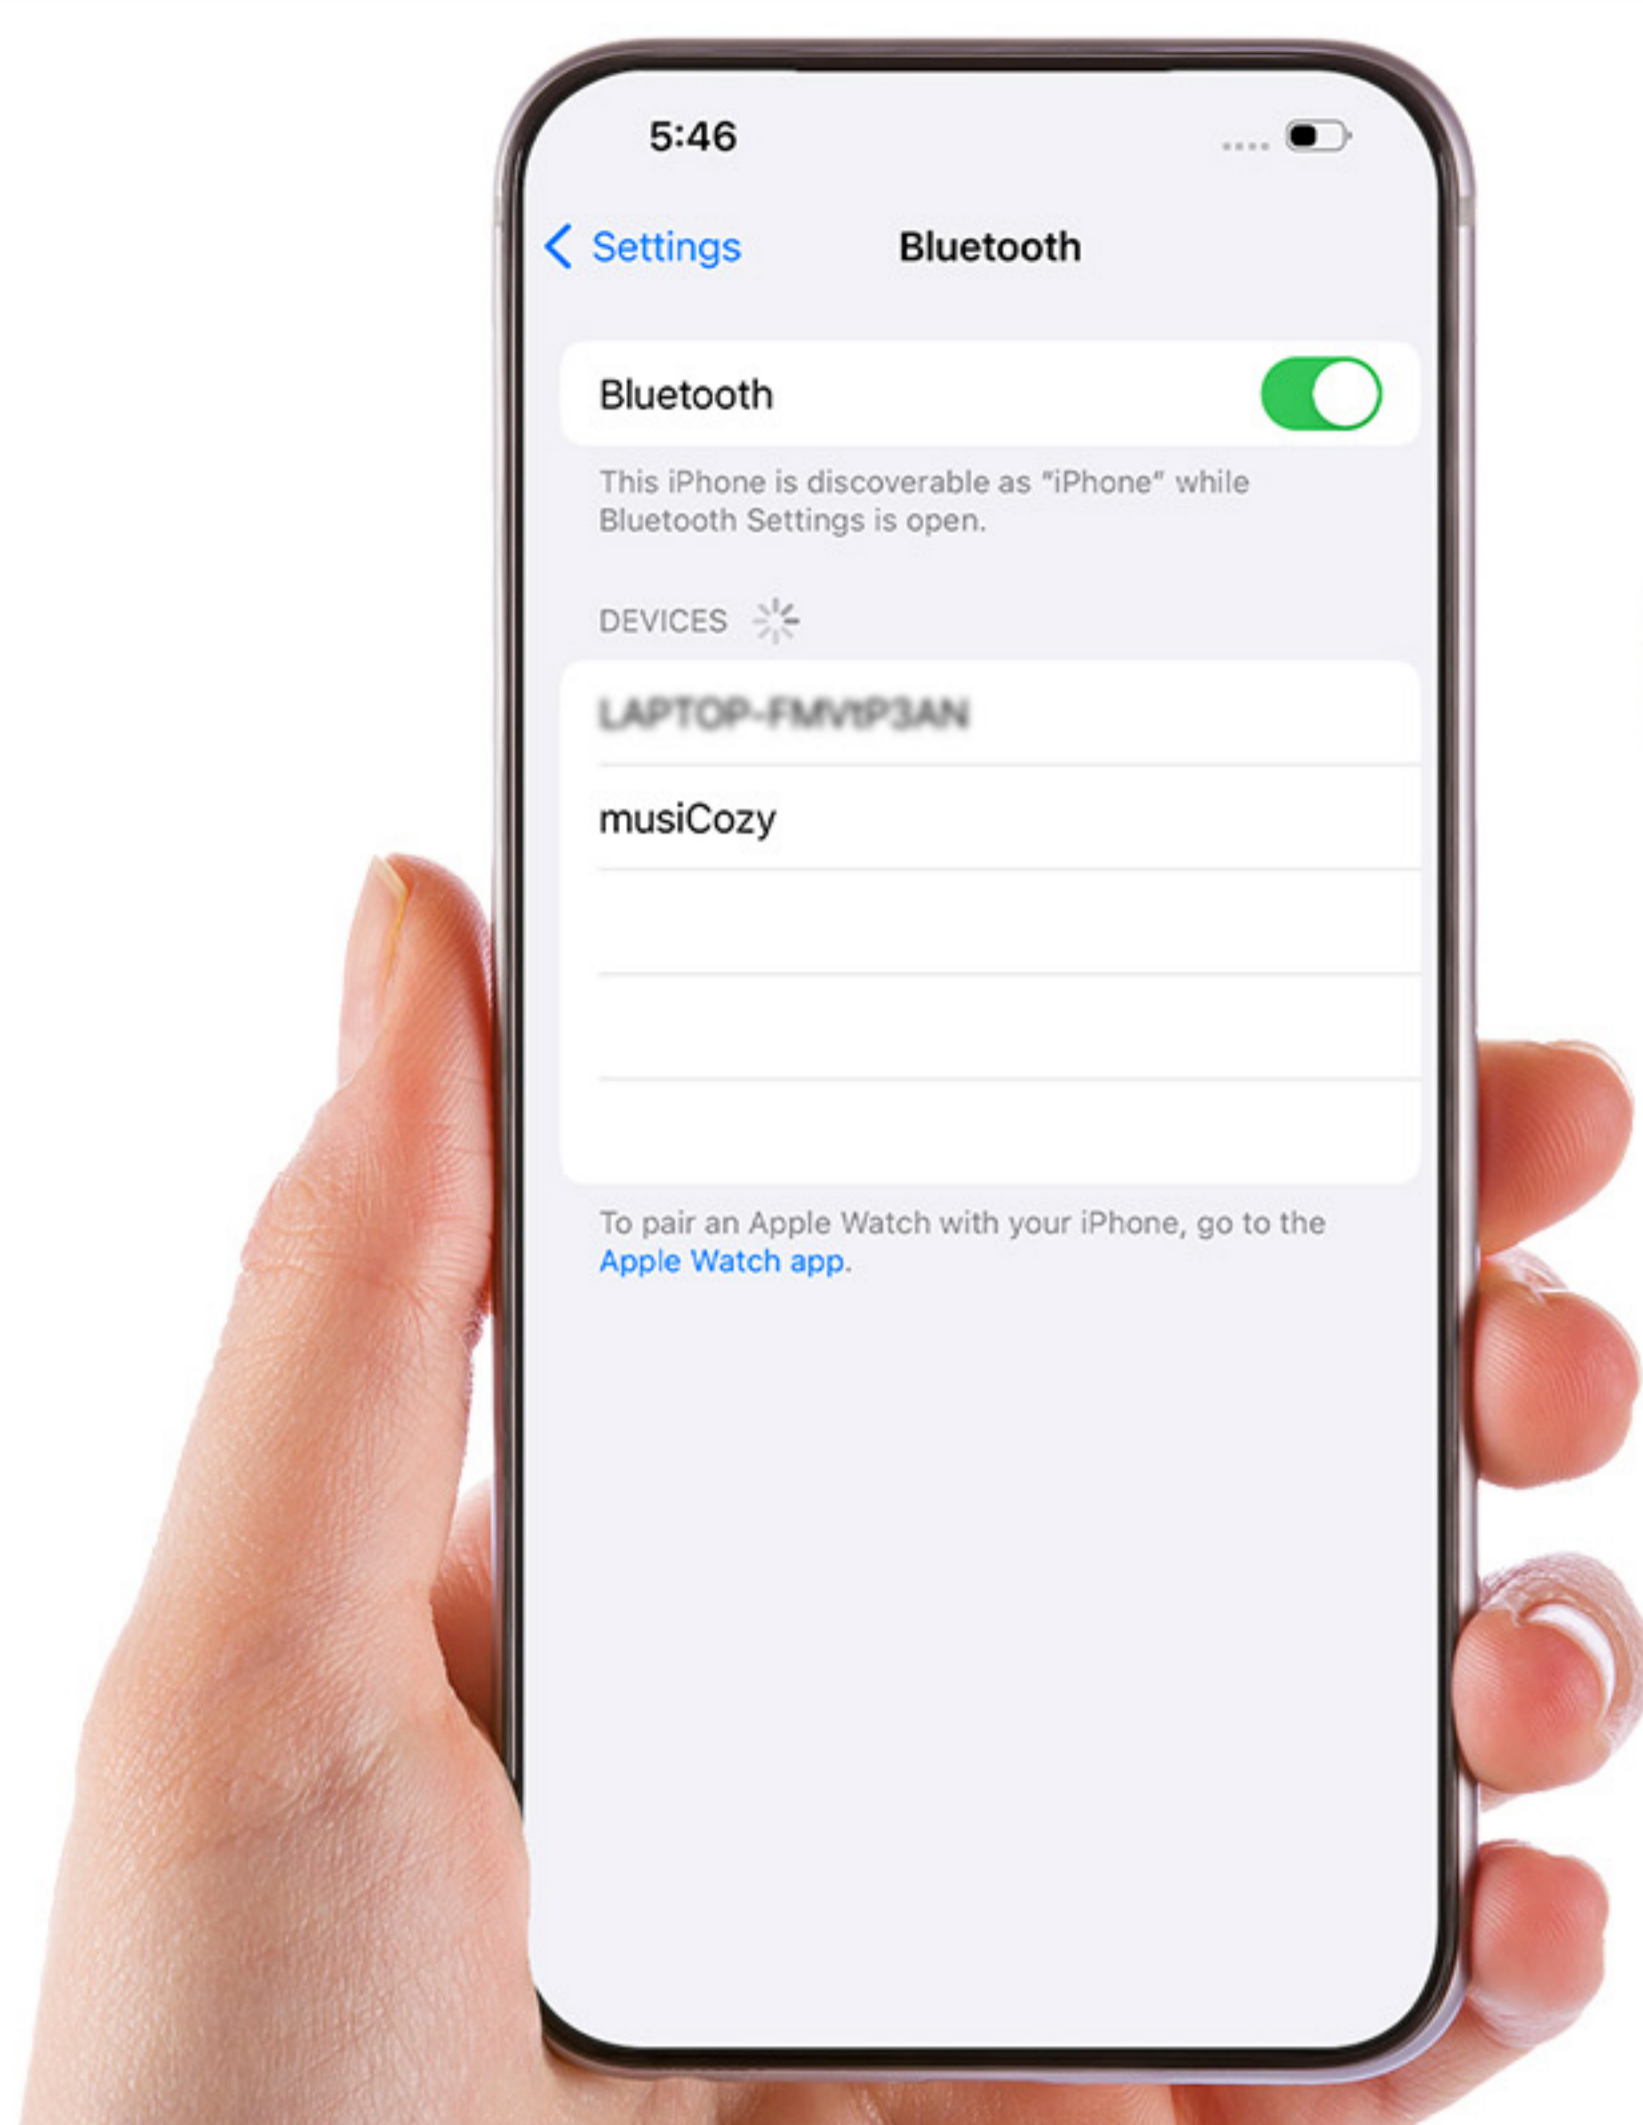 5:46
Settings
Bluetooth
Bluetooth
This iPhone is discoverable as "iPhone" while
Bluetooth Settings is open.
DEVICES
musiCozy
To pair an Apple Watch with your iPhone, go to the
Apple Watch app.